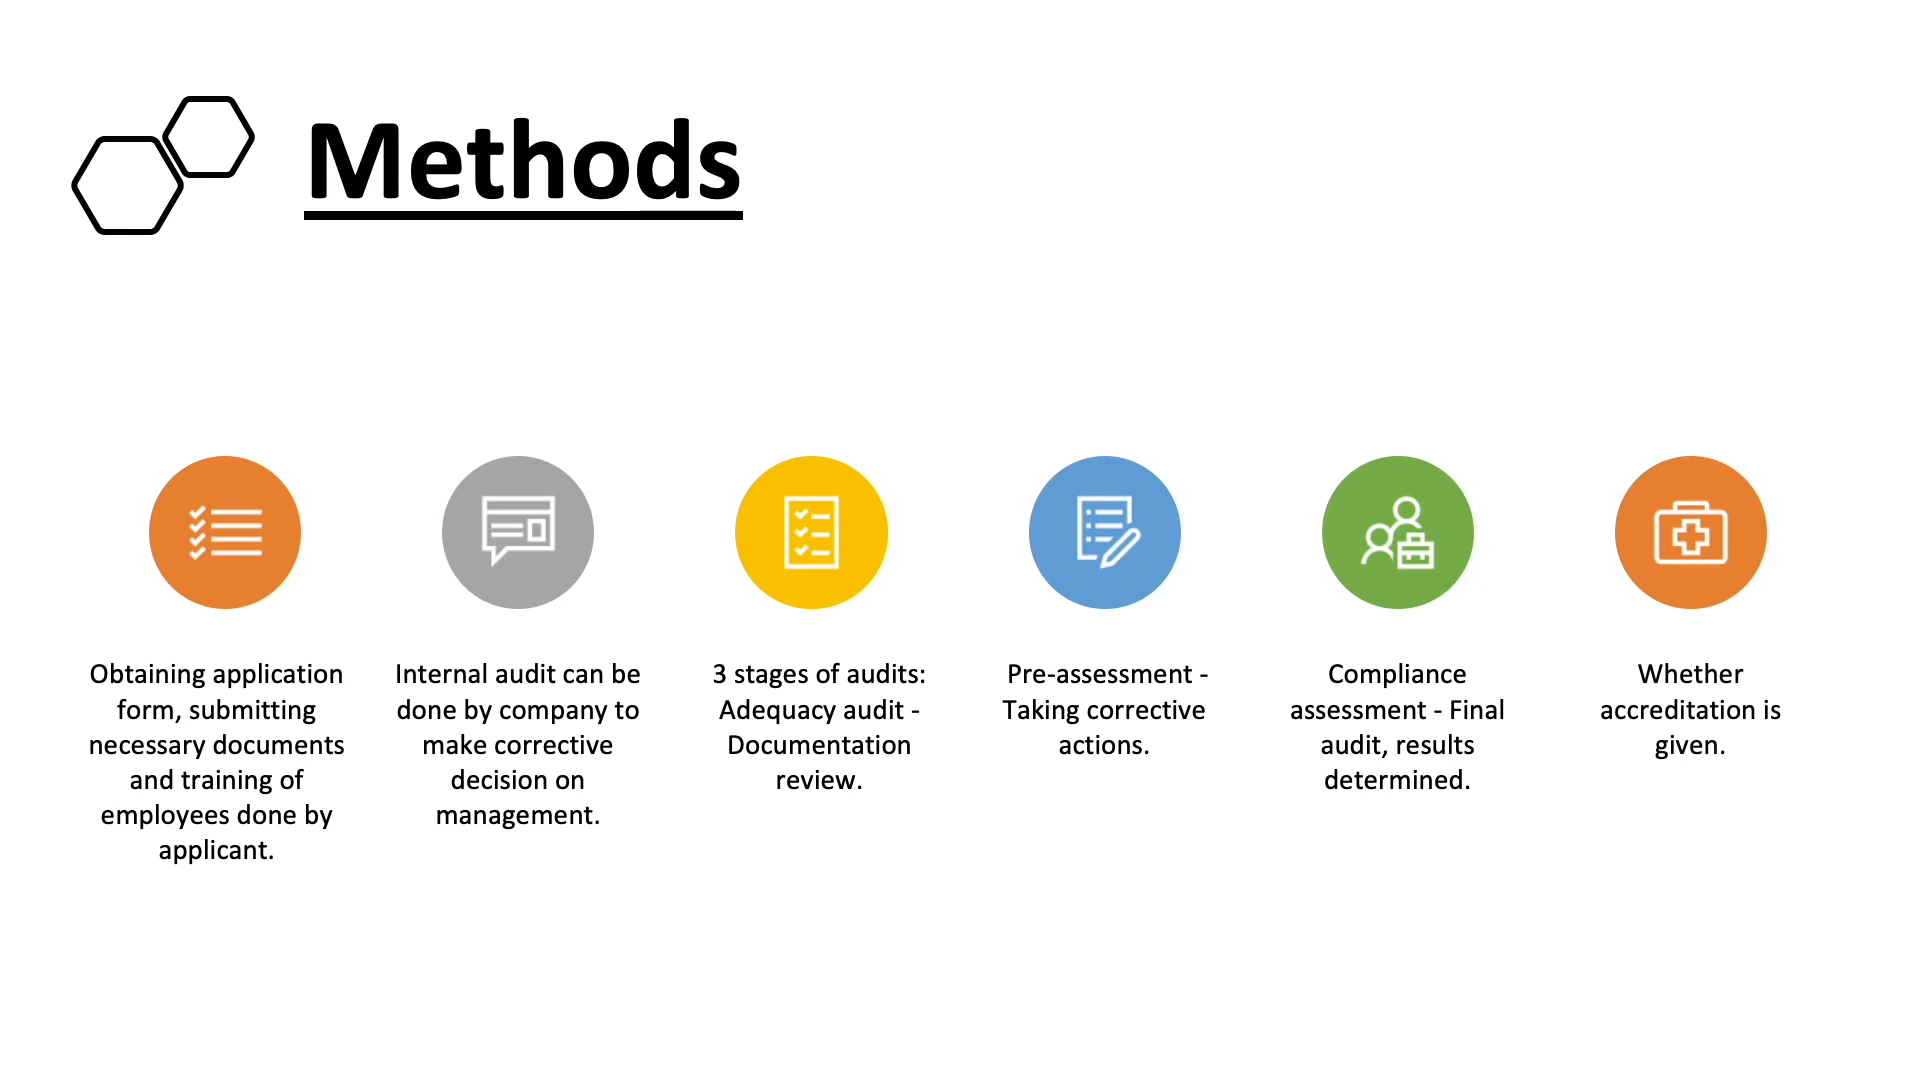 Methods
Obtaining application
form, submitting
necessary documents
and training of
employees done by
applicant.
Internal audit can be
done by company to
make corrective
decision on
management.
3 stages of audits:
Adequacy audit -
Documentation
review.
Pre-assessment -
Taking corrective
actions.
Compliance
assessment - Final
audit, results
determined.
Whether
accreditation is
given.